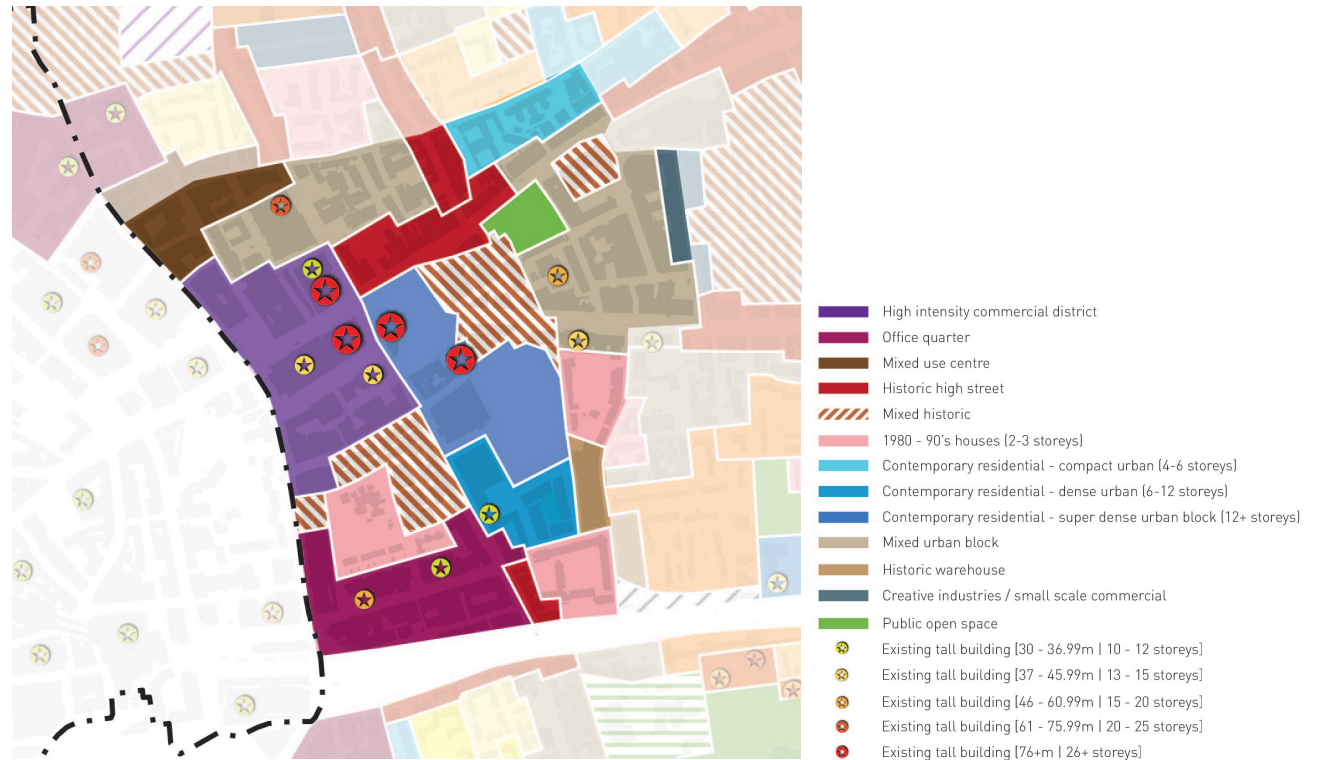 High intensity commercial district
Office quarter
Mixed use centre
Historic high street
Mixed historic
1980 - 90's houses (2-3 storeys)
Contemporary residential - compact urban (4-6 storeys)
Contemporary residential - dense urban (6-12 storeys)
Contemporary residential - super dense urban block (12+ storeys)
Mixed urban block
Historic warehouse
Creative industries / small scale commercial
Public open space
Existing tall building [30 - 36.99m | 10 - 12 storeys]
Existing tall building [37 - 45.99m | 13 - 15 storeys]
Existing tall building [46 - 60.99m | 15 - 20 storeys]
Existing tall building [61 - 75.99m | 20 - 25 storeys]
Existing tall building [76+m | 26+ storeys]